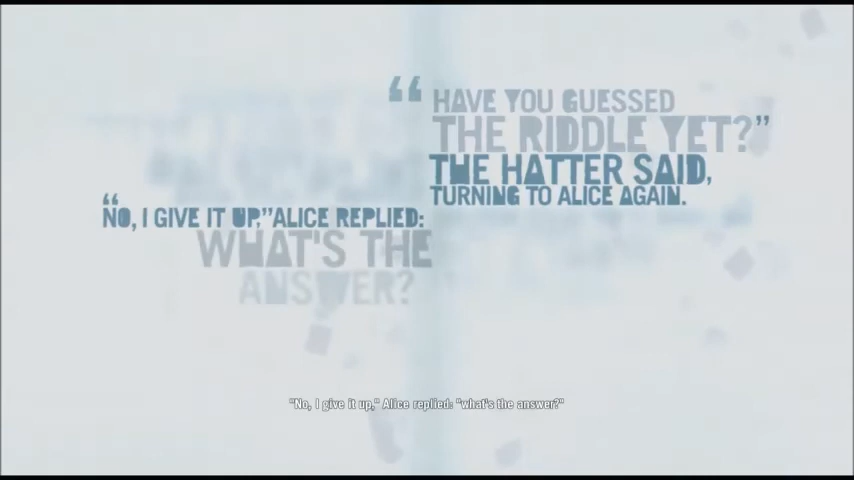 “ HAVE YOU GUESSED
THE RIDDLE YET?”
THE HATTER SAID,
TURNING TO ALICE AGAIN.
“NO, I GIVE IT UP,” ALICE REPLIED:
WHAT'S THE
ANSWER?
"No, I give it up," Alice replied: "what's the answer?"